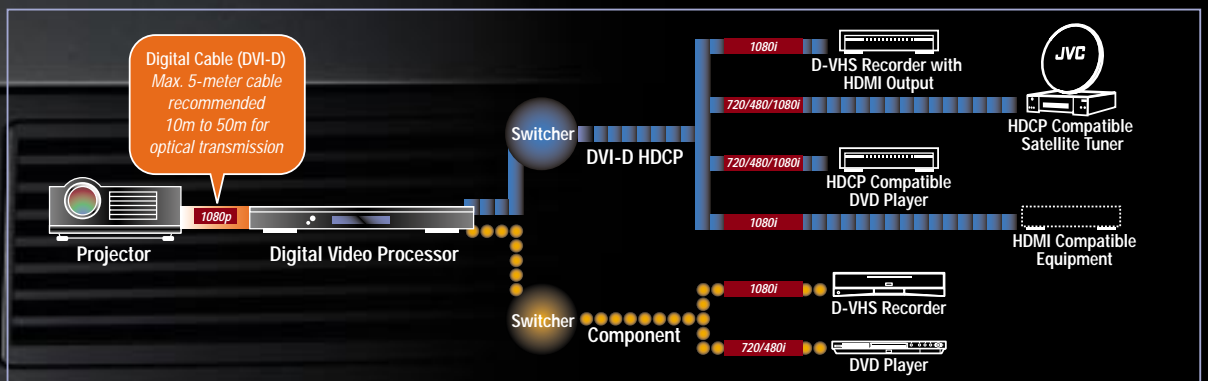 Digital Cable (DVI-D)
Max. 5-meter cable
recommended
10m to 50m for
optical transmission
1080p
Projector
Digital Video Processor
Switcher
DVI-D HDCP
1080i
D-VHS Recorder with
HDMI Output
JVC
720/480/1080i
HDCP Compatible
Satellite Tuner
720/480/1080i
HDCP Compatible
DVD Player
1080i
HDMI Compatible
Equipment
Switcher
Component
1080i
D-VHS Recorder
720/480i
DVD Player